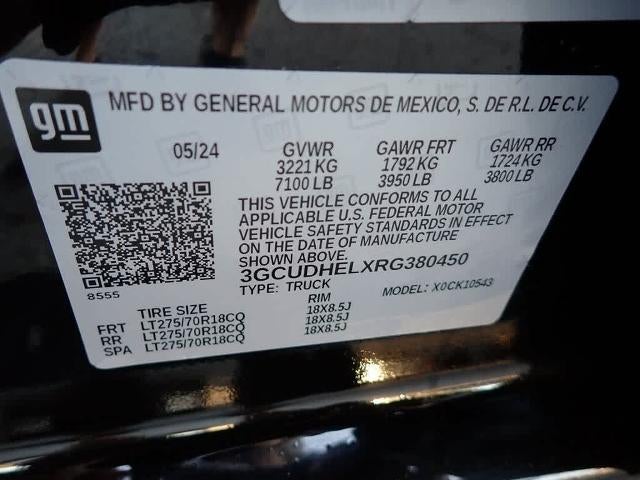 gm
MFD BY GENERAL MOTORS DE MEXICO, S. DE R.L. DE C.V.
05/24 GVWR GAWR FRT GAWR RR
3221 KG 1792 KG 1724 KG
7100 LB 3950 LB 3800 LB
THIS VEHICLE CONFORMS TO ALL
APPLICABLE U.S. FEDERAL MOTOR
VEHICLE SAFETY STANDARDS IN EFFECT
ON THE DATE OF MANUFACTURE
SHOWN ABOVE.
3GCUDHELXRG380450
TYPE: TRUCK MODEL: X0CK10543
8555
TIRE SIZE RIM
FRT LT275/70R18CQ 18X8.5J
RR LT275/70R18CQ 18X8.5J
SPA LT275/70R18CQ 18X8.5J